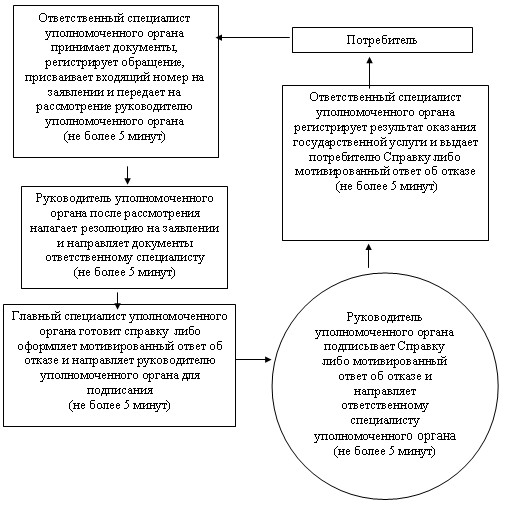 Ответственный специалист
уполномоченного органа
принимает документы,
регистрирует обращение,
присваивает входящий номер на
заявлении и передает на
рассмотрение руководителю
уполномоченного органа
(не более 5 минут)
Потребитель
Ответственный специалист
уполномоченного органа
регистрирует результат оказания
государственной услуги и выдает
потребителю Справку либо
мотивированный ответ об отказе
(не более 5 минут)
Руководитель уполномоченного
органа после рассмотрения
налагает резолюцию на заявлении
и направляет документы
ответственному специалисту
(не более 5 минут)
Главный специалист уполномоченного
органа готовит справку либо
оформляет мотивированный ответ об
отказе и направляет руководителю
уполномоченного органа для
подписания
(не более 5 минут)
Руководитель
уполномоченного органа
подписывает Справку
либо мотивированный
ответ об отказе и
направляет
ответственному
специалисту
уполномоченного органа
(не более 5 минут)